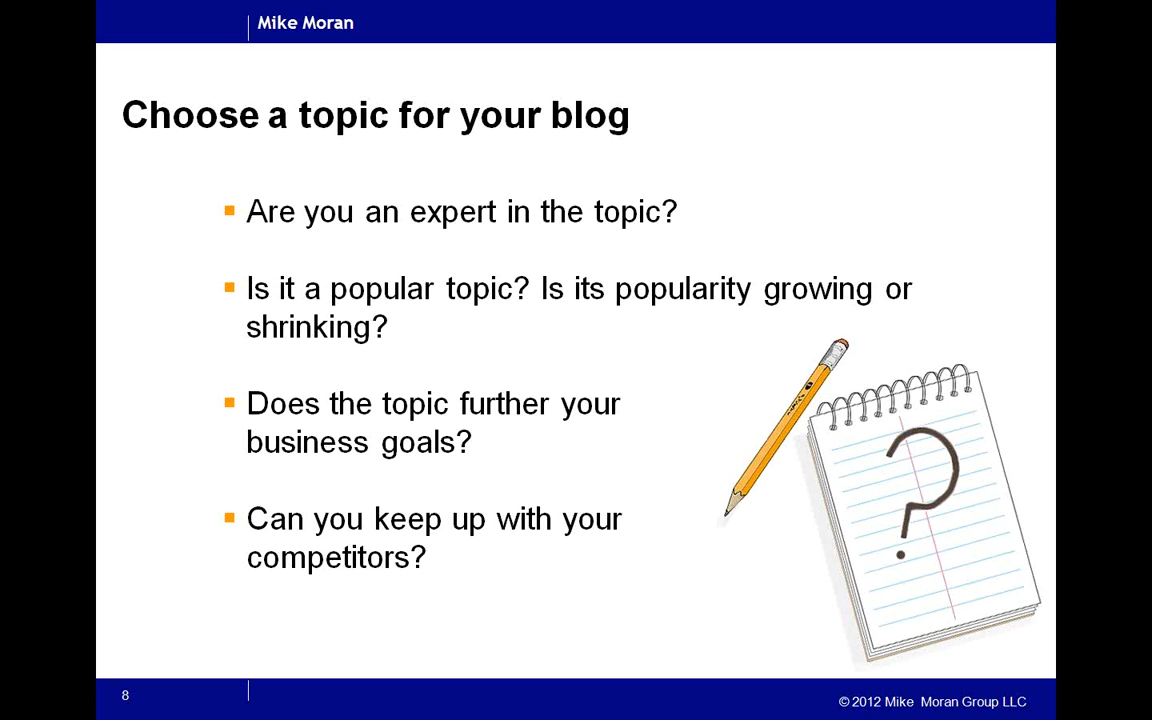 Mike Moran
Choose a topic for your blog
▪ Are you an expert in the topic?
▪ Is it a popular topic? Is its popularity growing or
shrinking?
▪ Does the topic further your
business goals?
▪ Can you keep up with your
competitors?
?
8
© 2012 Mike Moran Group LLC